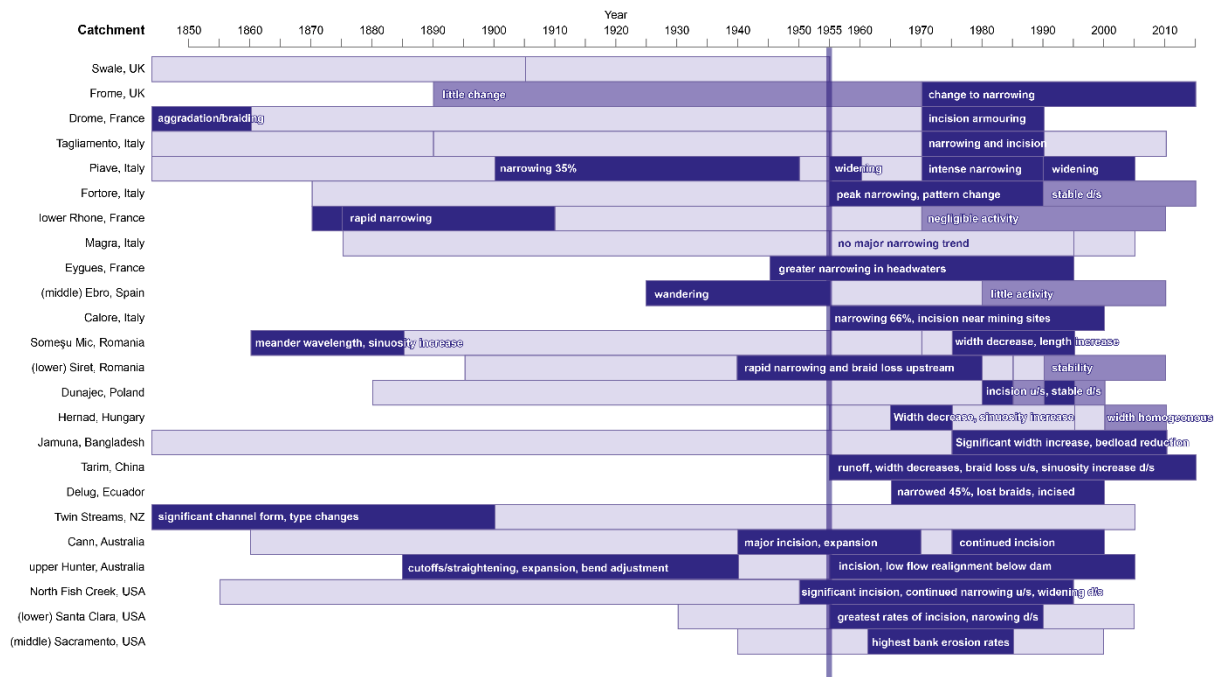 Year
Catchment 1850 1860 1870 1880 1890 1900 1910 1920 1930 1940 1950 1955 1960 1970 1980 1990 2000 2010
Swale, UK
Frome, UK little change change to narrowing
Drome, France aggradation/braiding incision armouring
Tagliamento, Italy narrowing and incision
Piave, Italy narrowing 35% widening intense narrowing widening
Fortore, Italy peak narrowing, pattern change stable d/s
lower Rhone, France rapid narrowing negligible activity
Magra, Italy no major narrowing trend
Eygues, France greater narrowing in headwaters
(middle) Ebro, Spain wandering little activity
Calore, Italy narrowing 66%, incision near mining sites
Someșu Mic, Romania meander wavelength, sinuosity increase width decrease, length increase
(lower) Siret, Romania rapid narrowing and braid loss upstream stability
Dunajec, Poland incision u/s, stable d/s
Hernad, Hungary Width decrease, sinuosity increase width homogeonous
Jamuna, Bangladesh Significant width increase, bedload reduction
Tarim, China runoff, width decreases, braid loss u/s, sinuosity increase d/s
Delug, Ecuador narrowed 45%, lost braids, incised
Twin Streams, NZ significant channel form, type changes
Cann, Australia major incision, expansion continued incision
upper Hunter, Australia cutoffs/straightening, expansion, bend adjustment incision, low flow realignment below dam
North Fish Creek, USA significant incision, continued narrowing u/s, widening d/s
(lower) Santa Clara, USA greatest rates of incision, narowing d/s
(middle) Sacramento, USA highest bank erosion rates